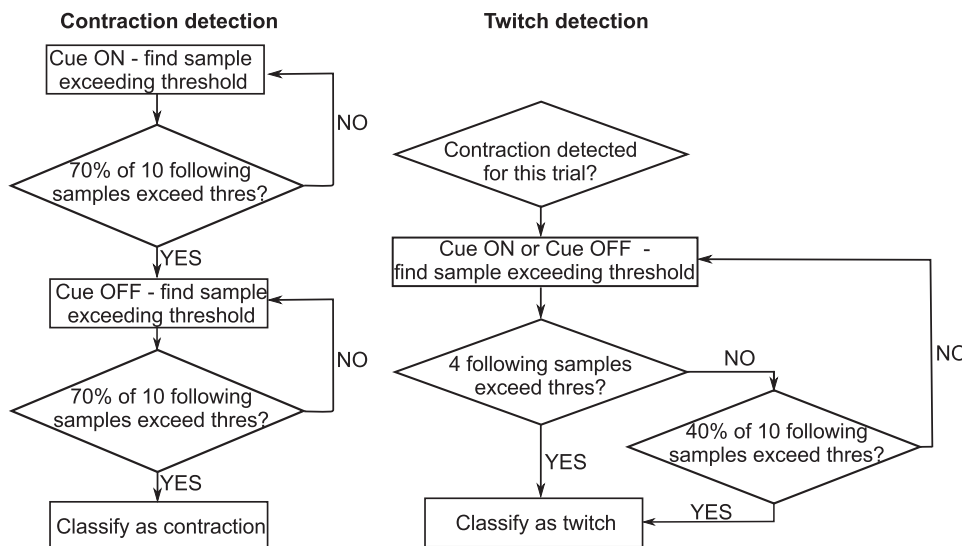 Contraction detection
Cue ON - find sample
exceeding threshold
NO
70% of 10 following
samples exceed thres?
YES
Cue OFF - find sample
exceeding threshold
NO
70% of 10 following
samples exceed thres?
YES
Classify as contraction
Twitch detection
Contraction detected
for this trial?
Cue ON or Cue OFF -
find sample exceeding threshold
4 following samples
exceed thres?
NO
NO
40% of 10 following
samples exceed thres?
YES
YES
Classify as twitch